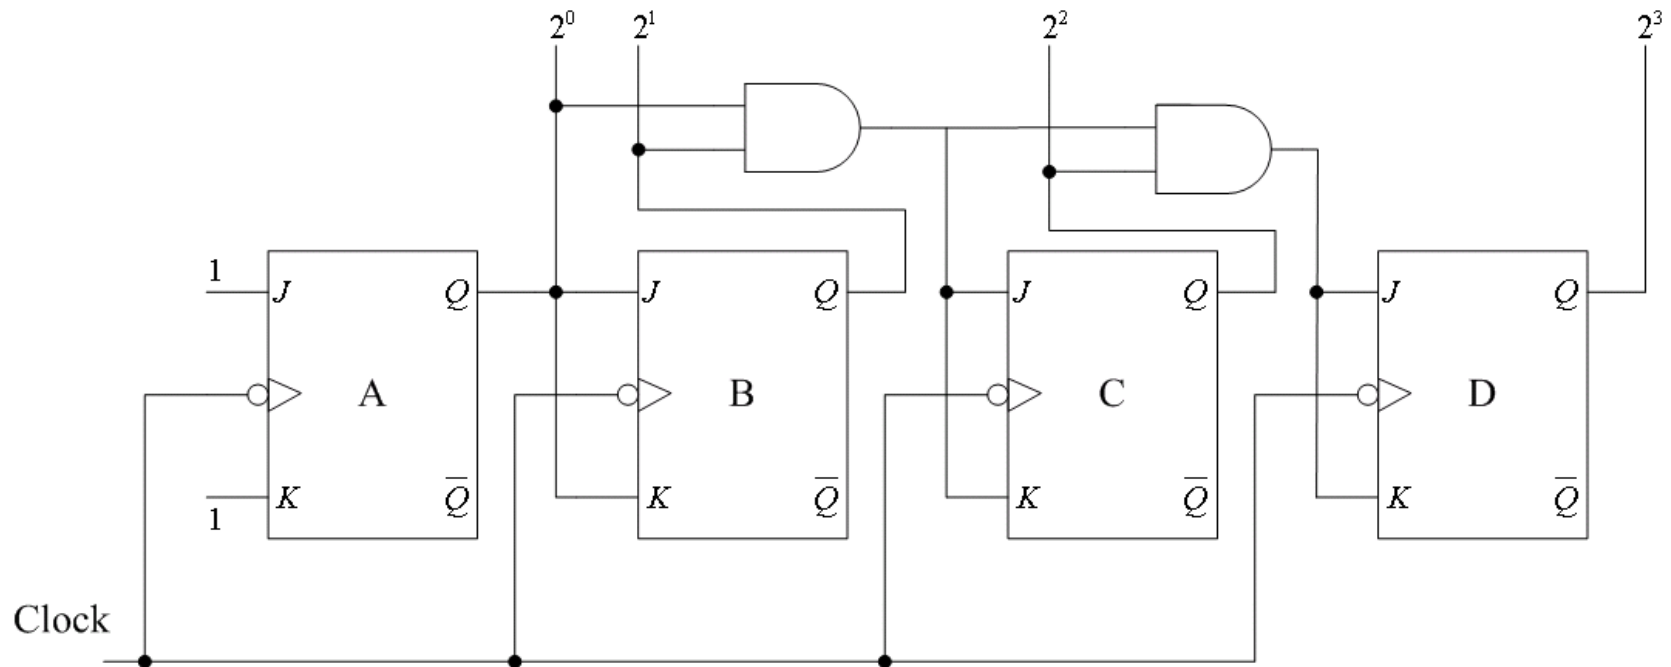 2⁰ 2¹ 2² 2³
1 J Q J Q J Q J Q
A B C D
K Q̅ K Q̅ K Q̅ K Q̅
1
Clock